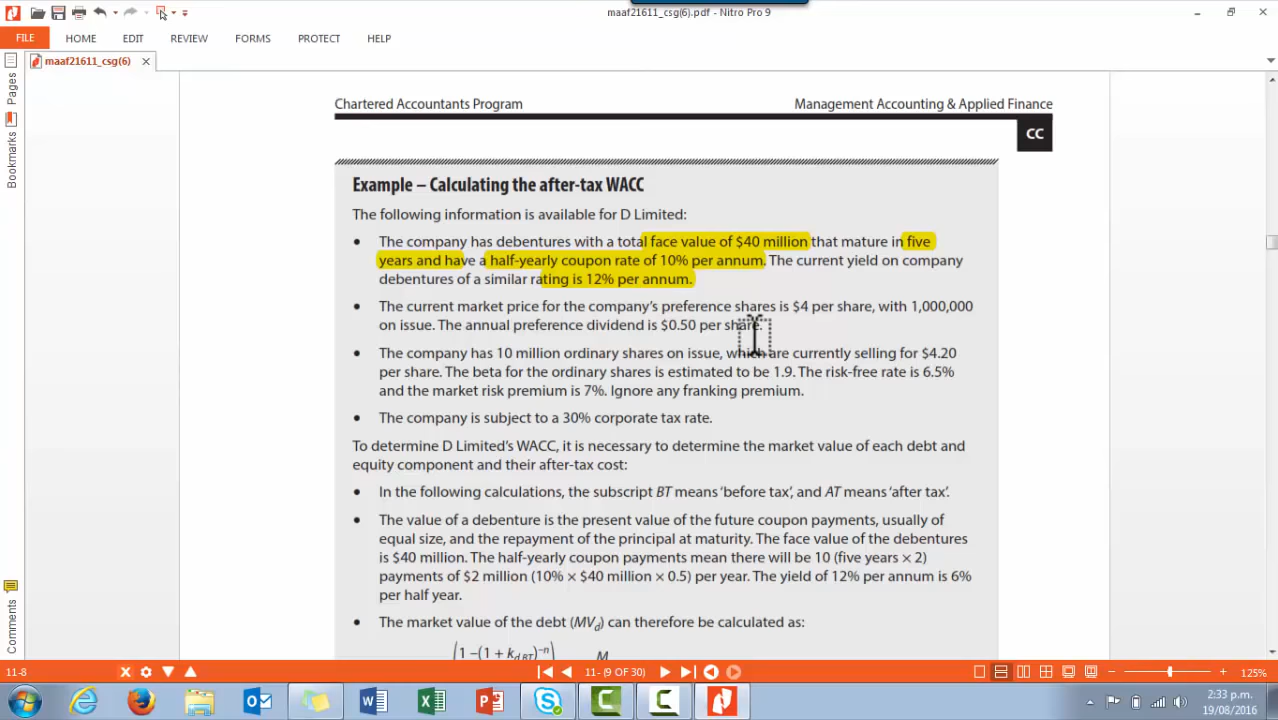 maaf21611_csg(6).pdf - Nitro Pro 9
FILE HOME EDIT REVIEW FORMS PROTECT HELP
maaf21611_csg(6)
Pages
Bookmarks
Comments
Chartered Accountants Program Management Accounting & Applied Finance
CC
Example – Calculating the after-tax WACC
The following information is available for D Limited:
• The company has debentures with a total face value of $40 million that mature in five
years and have a half-yearly coupon rate of 10% per annum. The current yield on company
debentures of a similar rating is 12% per annum.
• The current market price for the company's preference shares is $4 per share, with 1,000,000
on issue. The annual preference dividend is $0.50 per share.
• The company has 10 million ordinary shares on issue, which are currently selling for $4.20
per share. The beta for the ordinary shares is estimated to be 1.9. The risk-free rate is 6.5%
and the market risk premium is 7%. Ignore any franking premium.
• The company is subject to a 30% corporate tax rate.
To determine D Limited's WACC, it is necessary to determine the market value of each debt and
equity component and their after-tax cost:
• In the following calculations, the subscript BT means 'before tax', and AT means 'after tax'.
• The value of a debenture is the present value of the future coupon payments, usually of
equal size, and the repayment of the principal at maturity. The face value of the debentures
is $40 million. The half-yearly coupon payments mean there will be 10 (five years × 2)
payments of $2 million (10% × $40 million × 0.5) per year. The yield of 12% per annum is 6%
per half year.
• The market value of the debt (MVd) can therefore be calculated as:
(1 –(1 + kd BT)–n) M
11-8 11- (9 OF 30) 125%
2:33 p.m.
19/08/2016